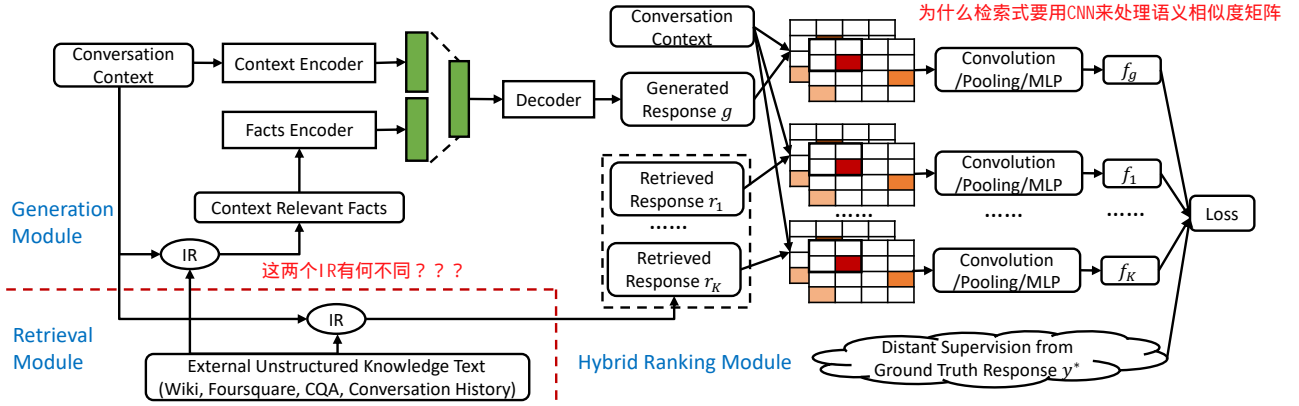 为什么检索式要用CNN来处理语义相似度矩阵
Conversation
Context
Context Encoder
Facts Encoder
Context Relevant Facts
Generation
Module
IR
这两个IR有何不同？？？
Decoder
Generated
Response g
Conversation
Context
Retrieved
Response r₁
......
Retrieved
Response r_K
Convolution
/Pooling/MLP
f_g
Convolution
/Pooling/MLP
f₁
......
......
......
Convolution
/Pooling/MLP
f_K
Loss
Retrieval
Module
IR
External Unstructured Knowledge Text
(Wiki, Foursquare, CQA, Conversation History)
Hybrid Ranking Module
Distant Supervision from
Ground Truth Response y*